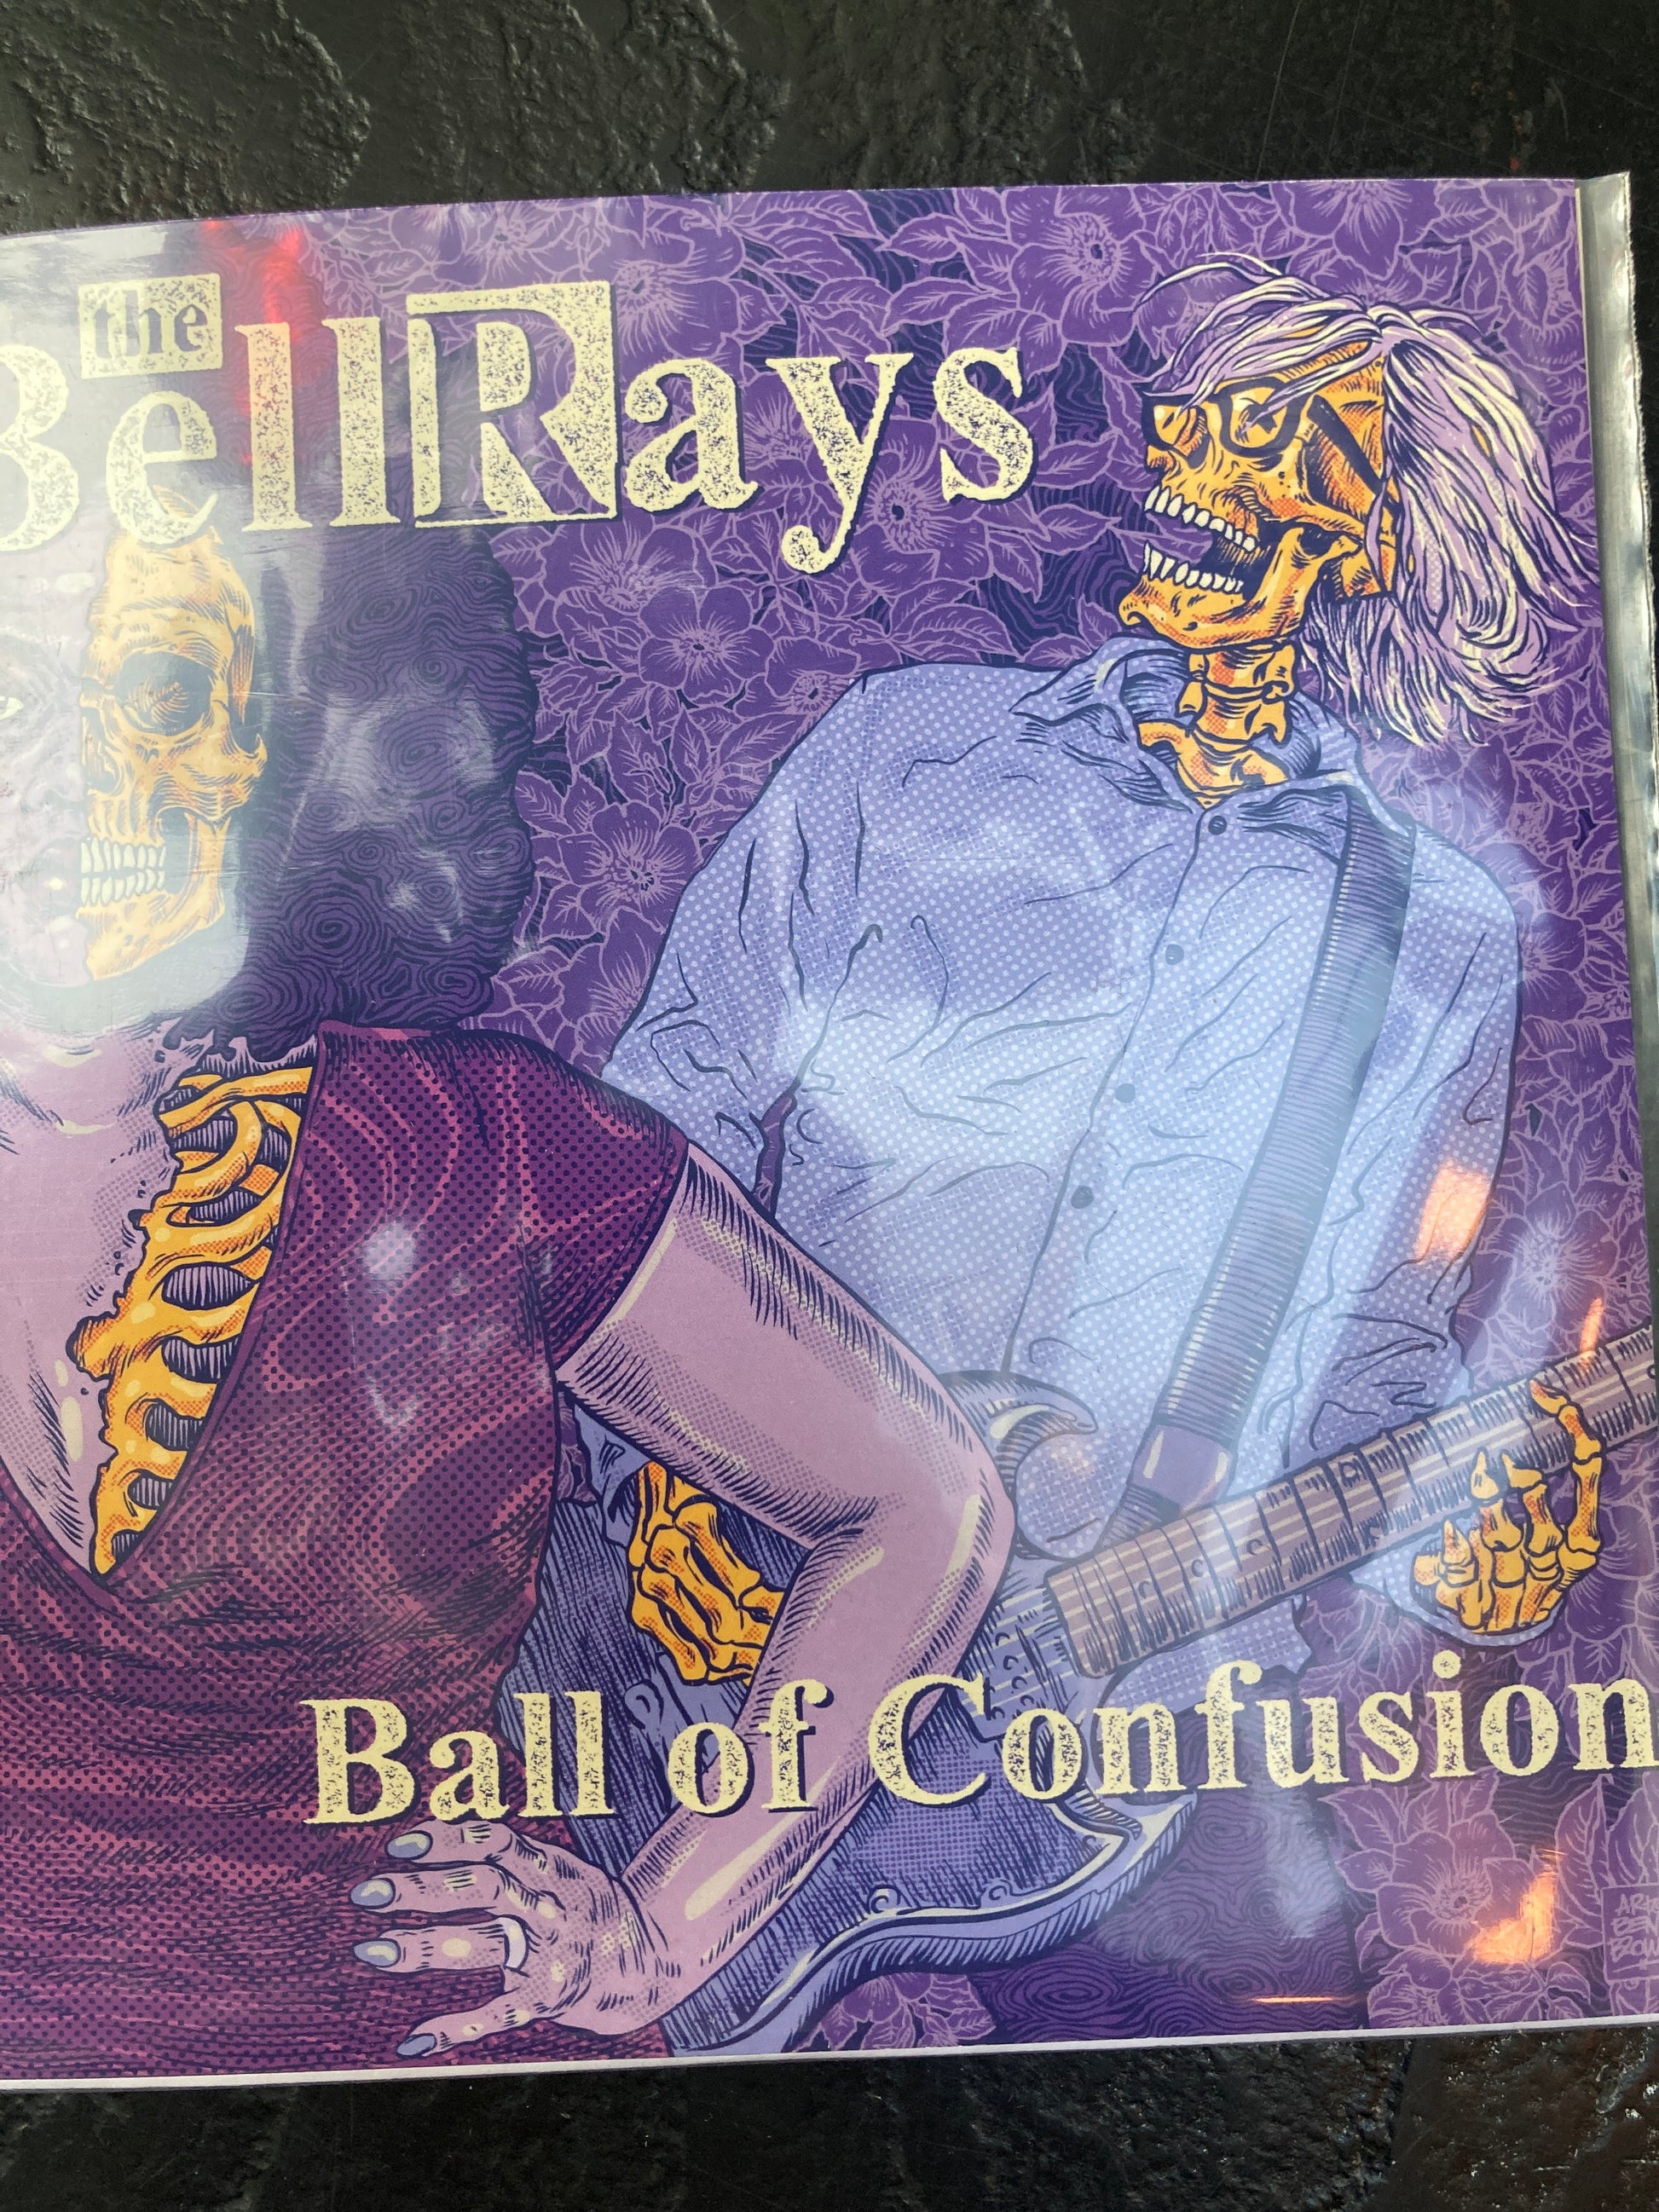 the
BellRays
Ball of Confusion